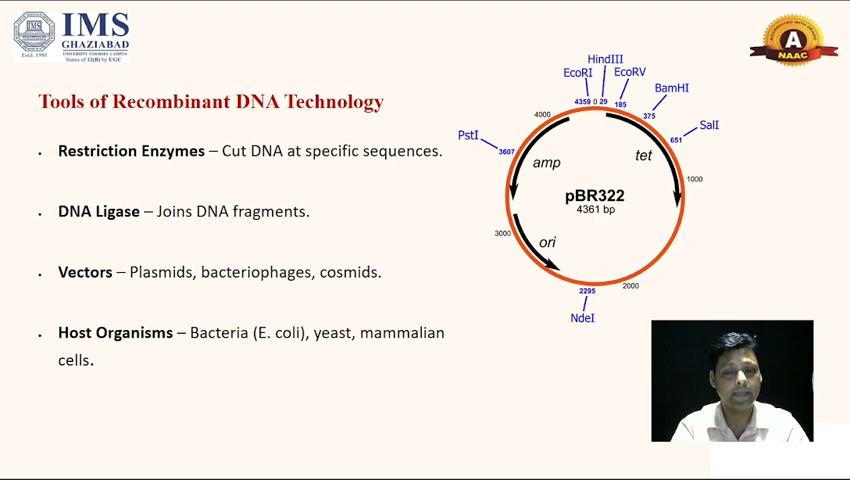 IMS
GHAZIABAD
UNIVERSITY COURSES CAMPUS
Status of 12(B) by UGC
Estd. 1990
A
NAAC
Tools of Recombinant DNA Technology
• Restriction Enzymes – Cut DNA at specific sequences.
• DNA Ligase – Joins DNA fragments.
• Vectors – Plasmids, bacteriophages, cosmids.
• Host Organisms – Bacteria (E. coli), yeast, mammalian
cells.
HindIII
EcoRI
EcoRV
BamHI
SalI
PstI
4359 0 29
185
375
651
4000
3607
amp
tet
1000
pBR322
4361 bp
3000
ori
2000
2295
NdeI